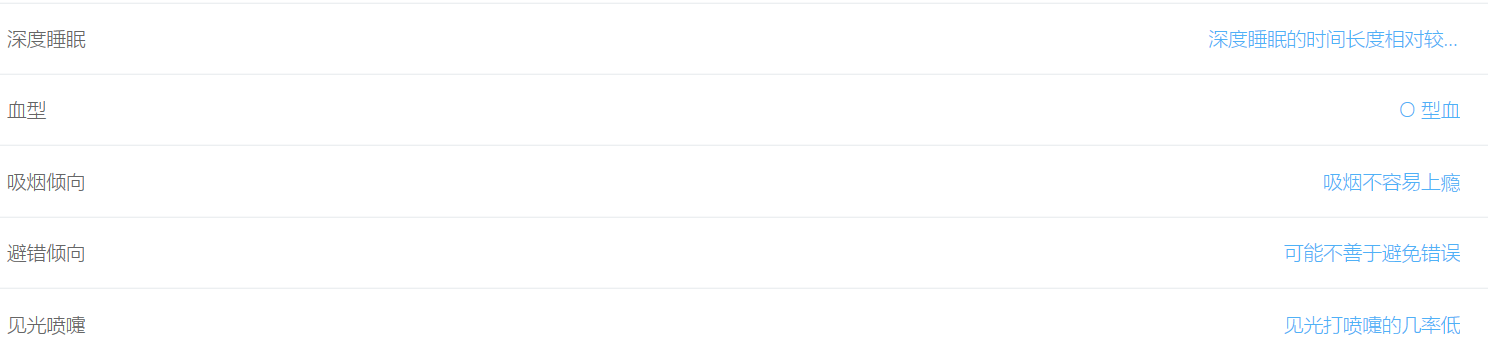 深度睡眠 深度睡眠的时间长度相对较...
血型 O 型血
吸烟倾向 吸烟不容易上瘾
避错倾向 可能不善于避免错误
见光喷嚏 见光打喷嚏的几率低